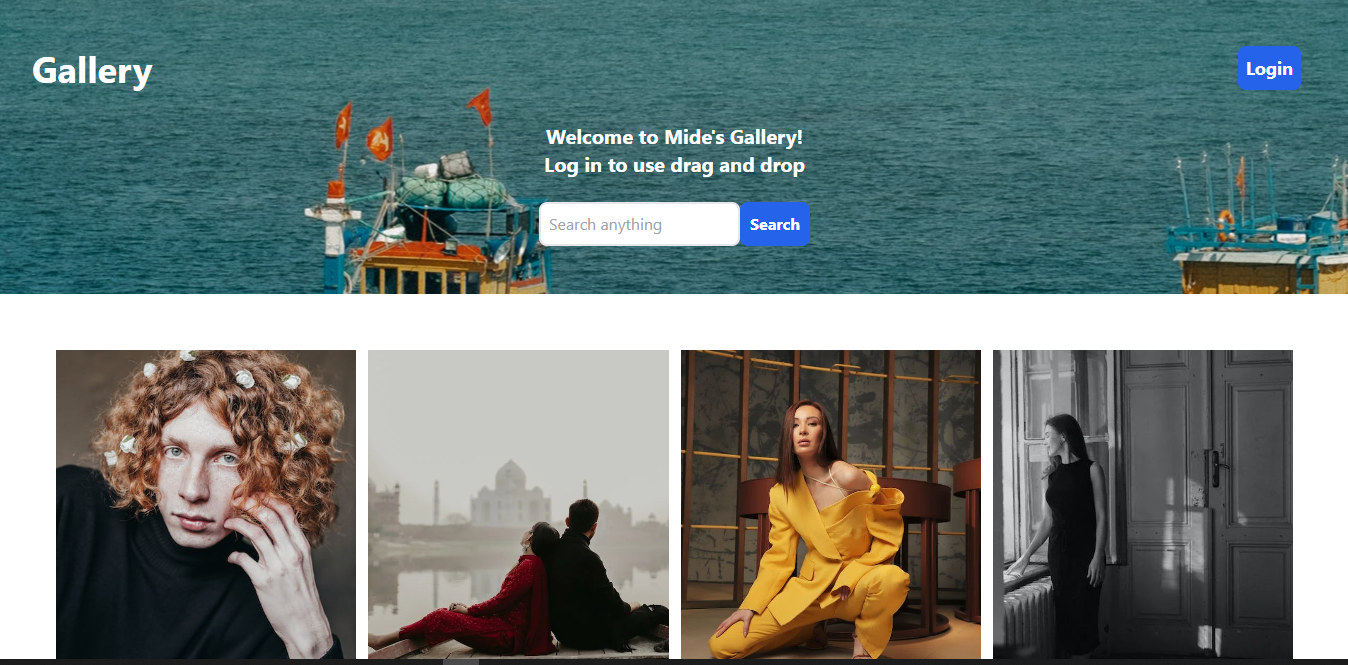 Gallery
Login
Welcome to Mide's Gallery!
Log in to use drag and drop
Search anything
Search